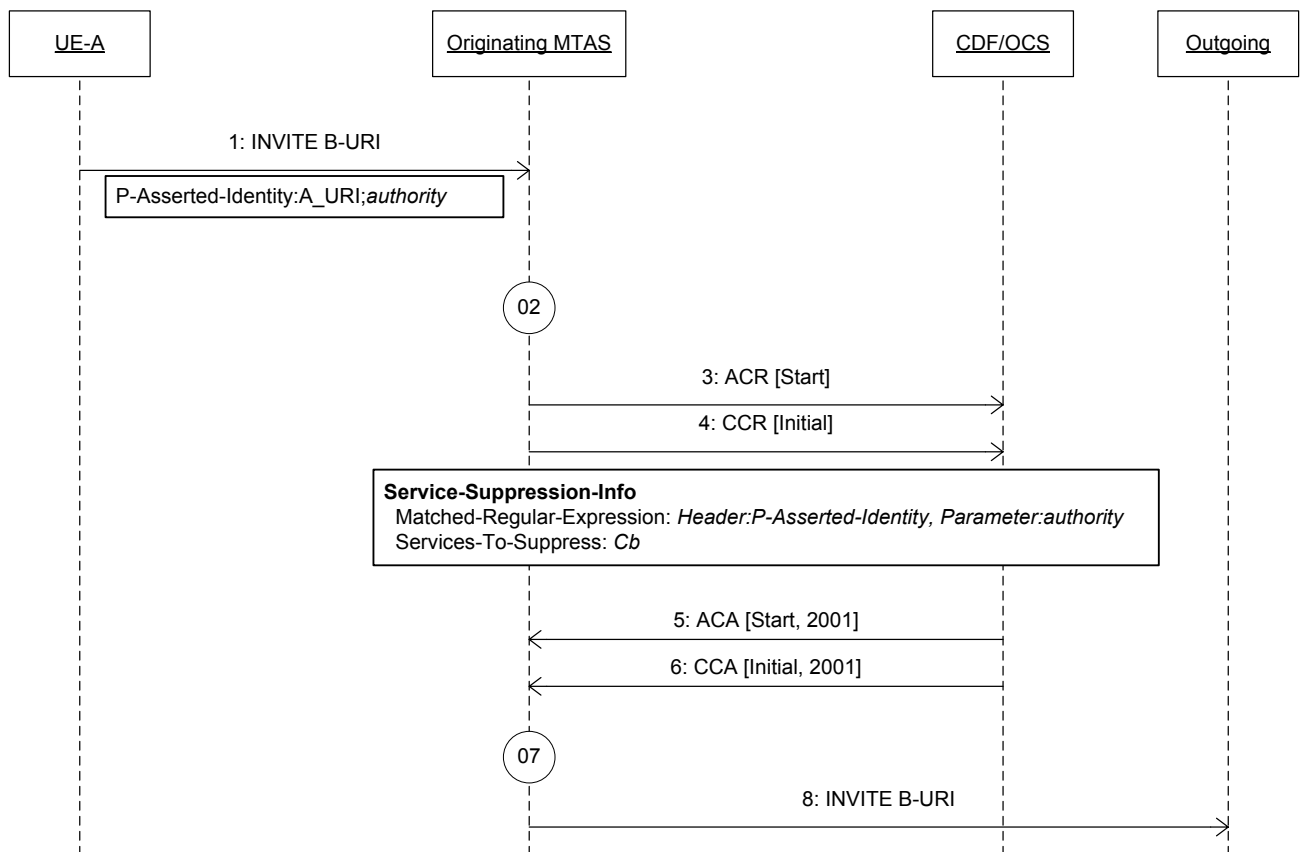 UE-A
Originating MTAS
CDF/OCS
Outgoing
1: INVITE B-URI
P-Asserted-Identity:A_URI;authority
02
3: ACR [Start]
4: CCR [Initial]
Service-Suppression-Info
Matched-Regular-Expression: Header:P-Asserted-Identity, Parameter:authority
Services-To-Suppress: Cb
5: ACA [Start, 2001]
6: CCA [Initial, 2001]
07
8: INVITE B-URI